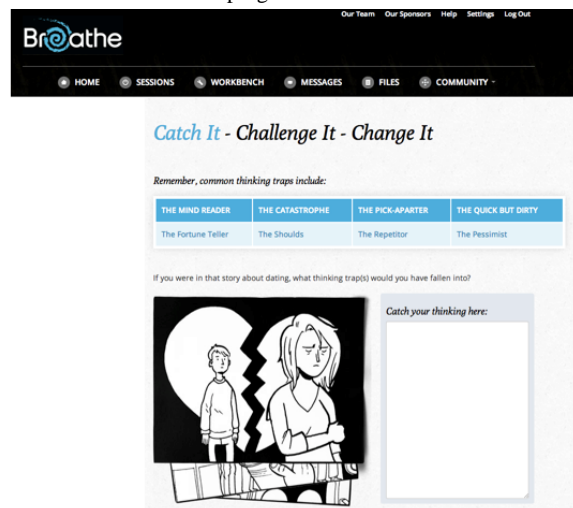 Our Team Our Sponsors Help Settings Log Out
Breathe
HOME SESSIONS WORKBENCH MESSAGES FILES COMMUNITY
Catch It - Challenge It - Change It
Remember, common thinking traps include:
THE MIND READER THE CATASTROPHE THE PICK-APARTER THE QUICK BUT DIRTY
The Fortune Teller The Shoulds The Repetitor The Pessimist
If you were in that story about dating, what thinking trap(s) would you have fallen into?
Catch your thinking here: